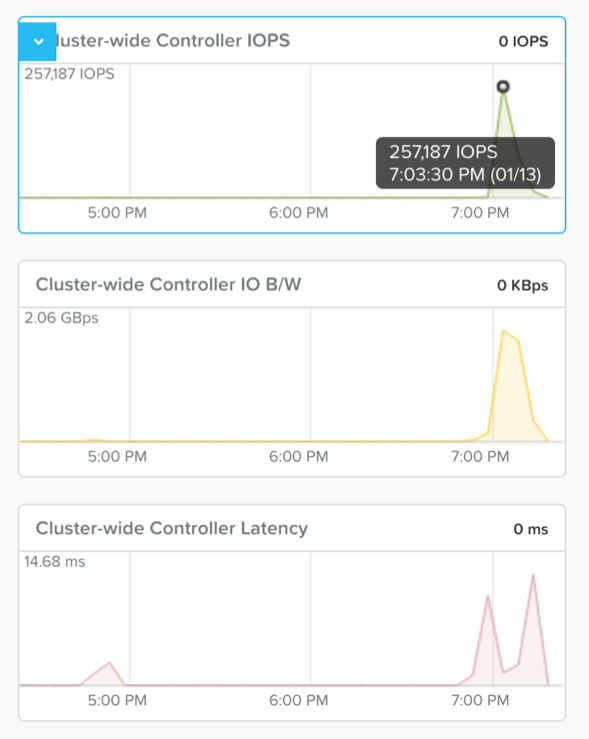 luster-wide Controller IOPS 0 IOPS
257,187 IOPS
257,187 IOPS
7:03:30 PM (01/13)
5:00 PM 6:00 PM 7:00 PM
Cluster-wide Controller IO B/W 0 KBps
2.06 GBps
5:00 PM 6:00 PM 7:00 PM
Cluster-wide Controller Latency 0 ms
14.68 ms
5:00 PM 6:00 PM 7:00 PM